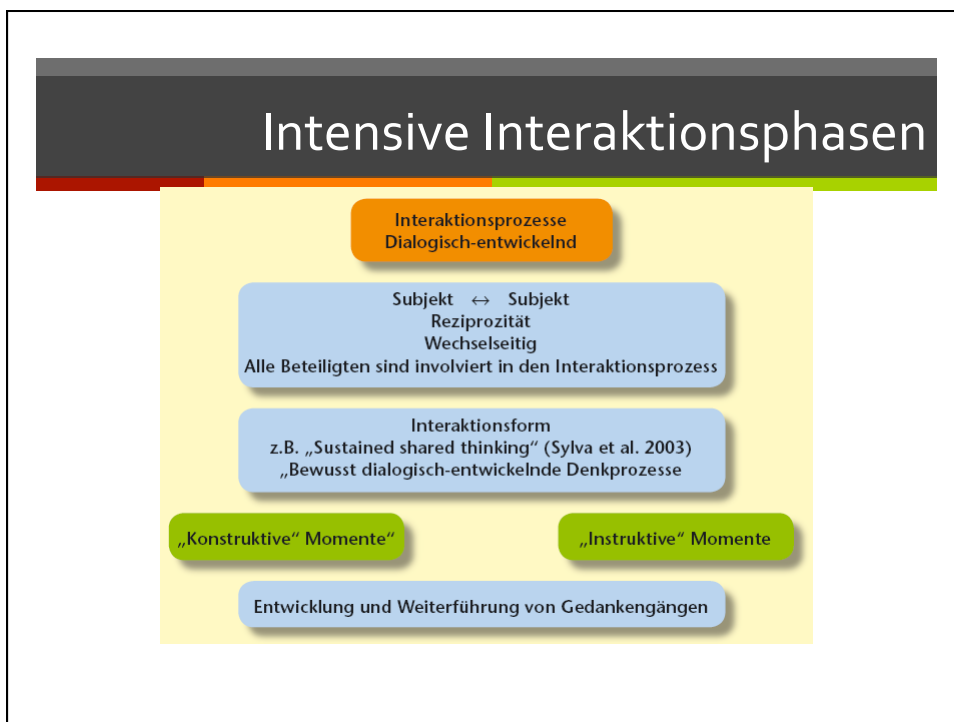 Intensive Interaktionsphasen
Interaktionsprozesse
Dialogisch-entwickelnd
Subjekt ↔ Subjekt
Reziprozität
Wechselseitig
Alle Beteiligten sind involviert in den Interaktionsprozess
Interaktionsform
z.B. „Sustained shared thinking“ (Sylva et al. 2003)
„Bewusst dialogisch-entwickelnde Denkprozesse
„Konstruktive“ Momente“
„Instruktive“ Momente
Entwicklung und Weiterführung von Gedankengängen